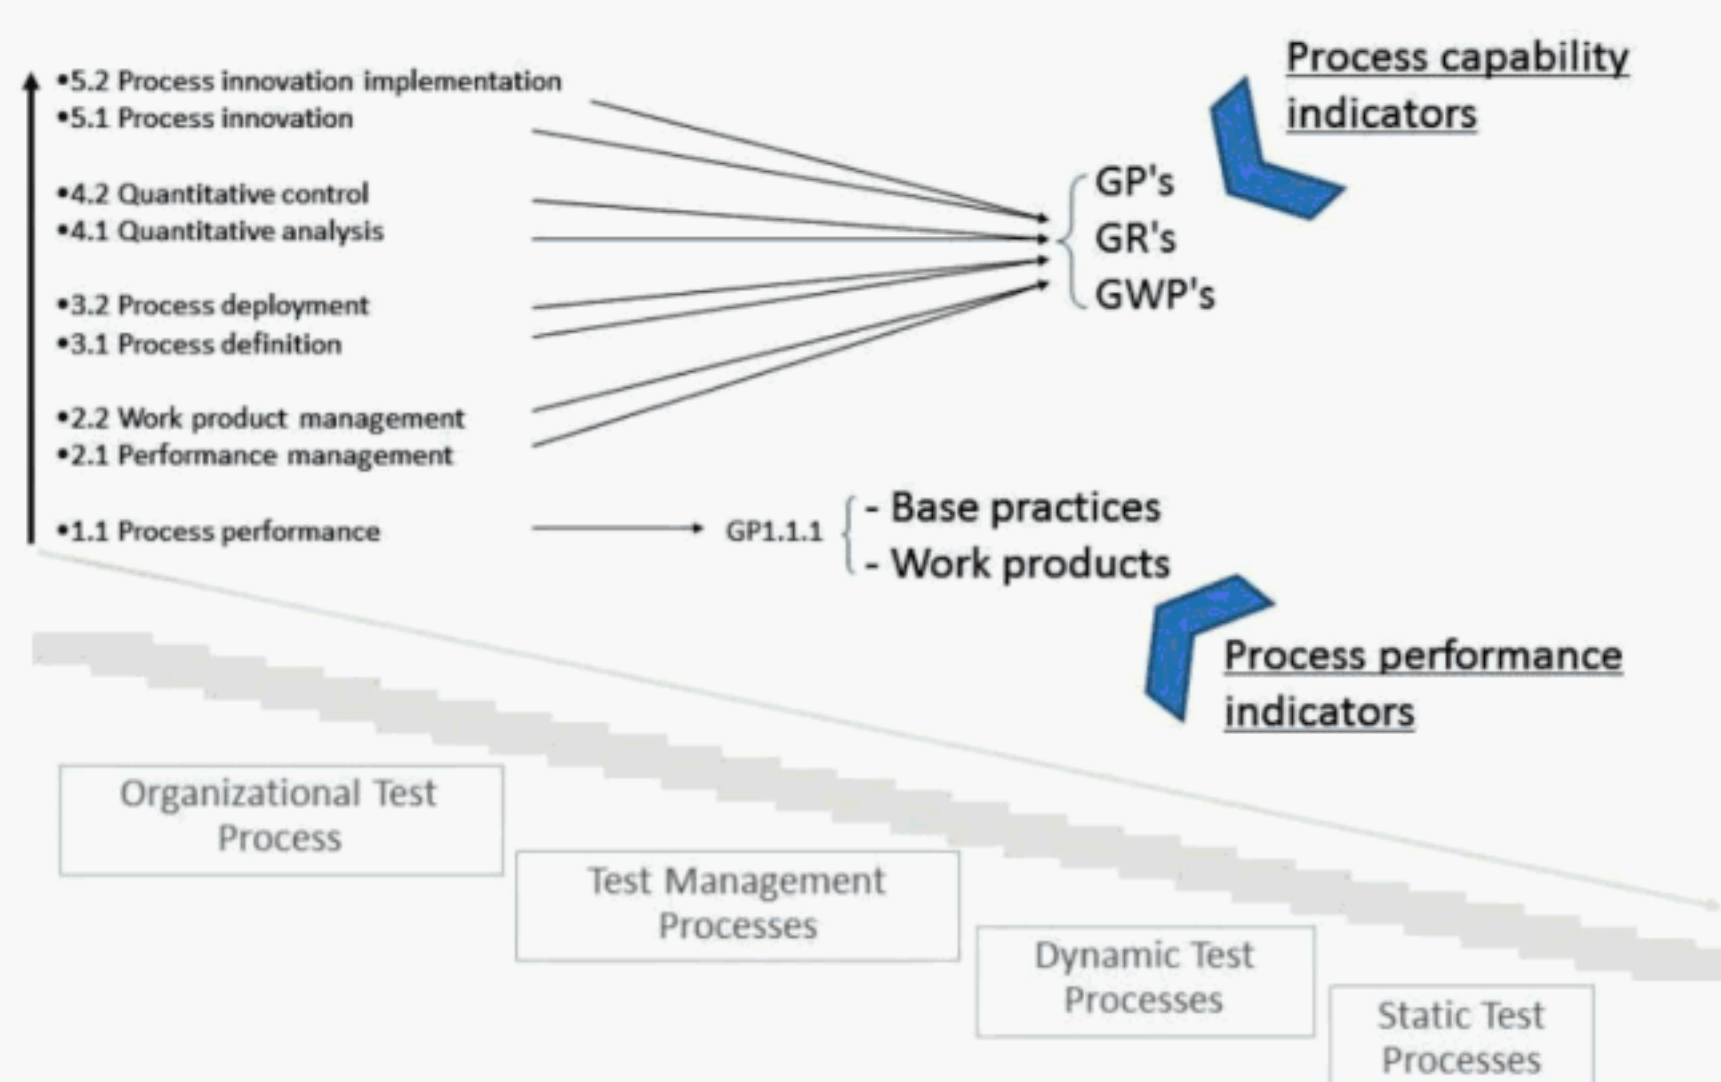 Process capability
indicators
•5.2 Process innovation implementation
•5.1 Process innovation
•4.2 Quantitative control
•4.1 Quantitative analysis
•3.2 Process deployment
•3.1 Process definition
•2.2 Work product management
•2.1 Performance management
•1.1 Process performance
GP's
GR's
GWP's
GP1.1.1
- Base practices
- Work products
Process performance
indicators
Organizational Test
Process
Test Management
Processes
Dynamic Test
Processes
Static Test
Processes